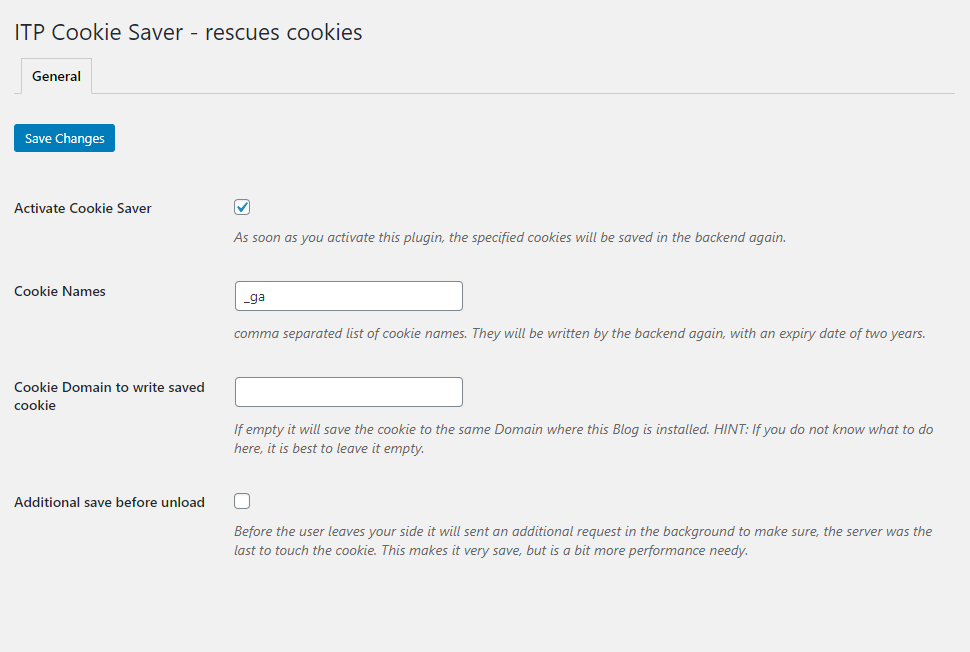 ITP Cookie Saver - rescues cookies
General
Save Changes
Activate Cookie Saver
As soon as you activate this plugin, the specified cookies will be saved in the backend again.
Cookie Names
_ga
comma separated list of cookie names. They will be written by the backend again, with an expiry date of two years.
Cookie Domain to write saved
cookie
If empty it will save the cookie to the same Domain where this Blog is installed. HINT: If you do not know what to do
here, it is best to leave it empty.
Additional save before unload
Before the user leaves your side it will sent an additional request in the background to make sure, the server was the
last to touch the cookie. This makes it very save, but is a bit more performance needy.